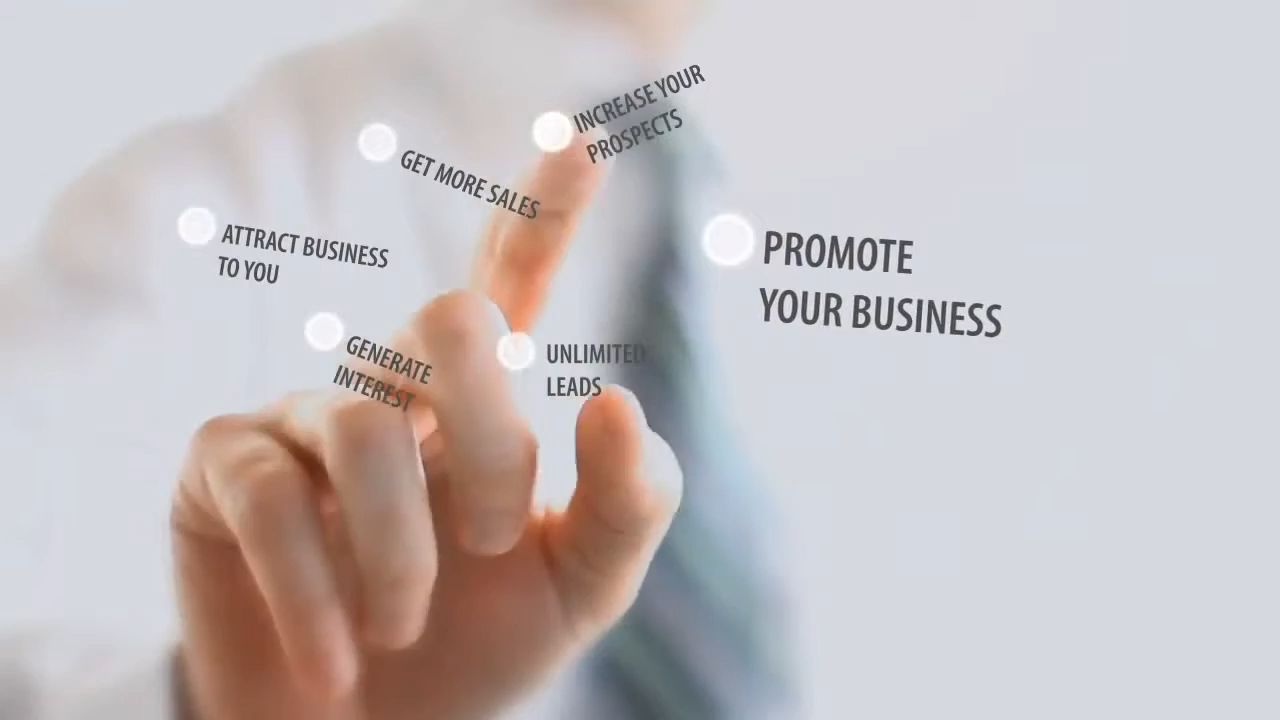 INCREASE YOUR
PROSPECTS
GET MORE SALES
ATTRACT BUSINESS
TO YOU
PROMOTE
YOUR BUSINESS
GENERATE
INTEREST
UNLIMITED
LEADS